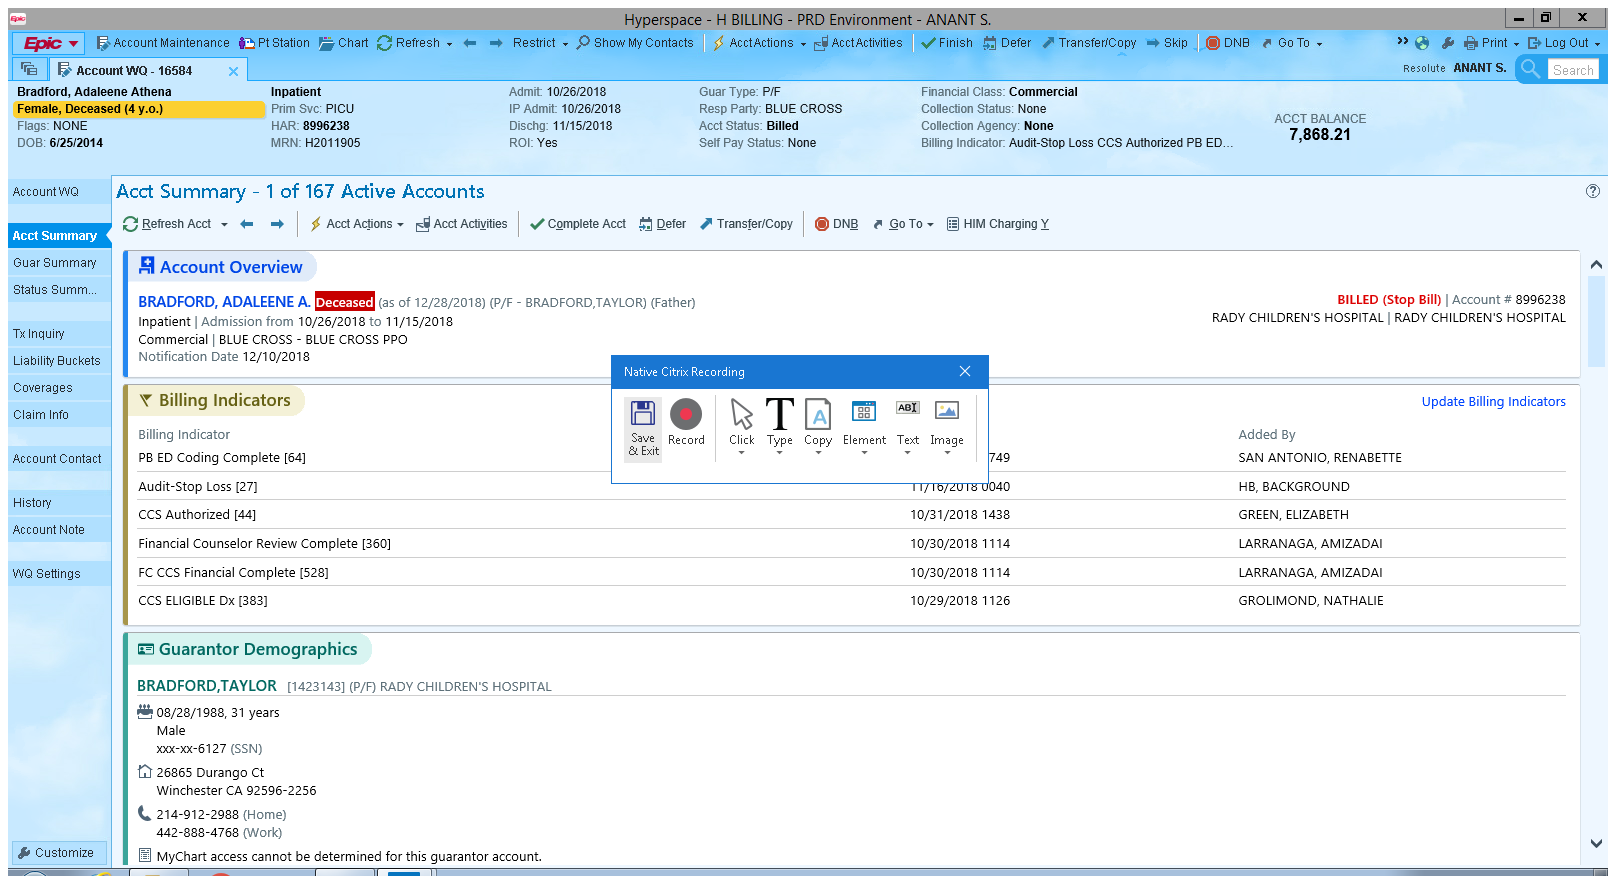 Epic
Hyperspace - H BILLING - PRD Environment - ANANT S.
Epic Account Maintenance Pt Station Chart Refresh Restrict Show My Contacts AcctActions AcctActivities Finish Defer Transfer/Copy Skip DNB Go To Print Log Out
Account WQ - 16584
Resolute ANANT S. Search
Bradford, Adaleene Athena
Female, Deceased (4 y.o.)
Flags: NONE
DOB: 6/25/2014
Inpatient
Prim Svc: PICU
HAR: 8996238
MRN: H2011905
Admit: 10/26/2018
IP Admit: 10/26/2018
Dischg: 11/15/2018
ROI: Yes
Guar Type: P/F
Resp Party: BLUE CROSS
Acct Status: Billed
Self Pay Status: None
Financial Class: Commercial
Collection Status: None
Collection Agency: None
Billing Indicator: Audit-Stop Loss CCS Authorized PB ED...
ACCT BALANCE
7,868.21
Account WQ
Acct Summary
Guar Summary
Status Summ...
Tx Inquiry
Liability Buckets
Coverages
Claim Info
Account Contact
History
Account Note
WQ Settings
Customize
Acct Summary - 1 of 167 Active Accounts
Refresh Acct Acct Actions Acct Activities Complete Acct Defer Transfer/Copy DNB Go To HIM Charging Y
Account Overview
BRADFORD, ADALEENE A. Deceased (as of 12/28/2018) (P/F - BRADFORD,TAYLOR) (Father)
Inpatient | Admission from 10/26/2018 to 11/15/2018
Commercial | BLUE CROSS - BLUE CROSS PPO
Notification Date 12/10/2018
BILLED (Stop Bill) | Account # 8996238
RADY CHILDREN'S HOSPITAL | RADY CHILDREN'S HOSPITAL
Native Citrix Recording
Save & Exit
Record
Click
Type
Copy
Element
Text
Image
Billing Indicators
Update Billing Indicators
Billing Indicator Added By
PB ED Coding Complete [64] 749 SAN ANTONIO, RENABETTE
Audit-Stop Loss [27] 11/16/2018 0040 HB, BACKGROUND
CCS Authorized [44] 10/31/2018 1438 GREEN, ELIZABETH
Financial Counselor Review Complete [360] 10/30/2018 1114 LARRANAGA, AMIZADAI
FC CCS Financial Complete [528] 10/30/2018 1114 LARRANAGA, AMIZADAI
CCS ELIGIBLE Dx [383] 10/29/2018 1126 GROLIMOND, NATHALIE
Guarantor Demographics
BRADFORD,TAYLOR [1423143] (P/F) RADY CHILDREN'S HOSPITAL
08/28/1988, 31 years
Male
xxx-xx-6127 (SSN)
26865 Durango Ct
Winchester CA 92596-2256
214-912-2988 (Home)
442-888-4768 (Work)
MyChart access cannot be determined for this guarantor account.